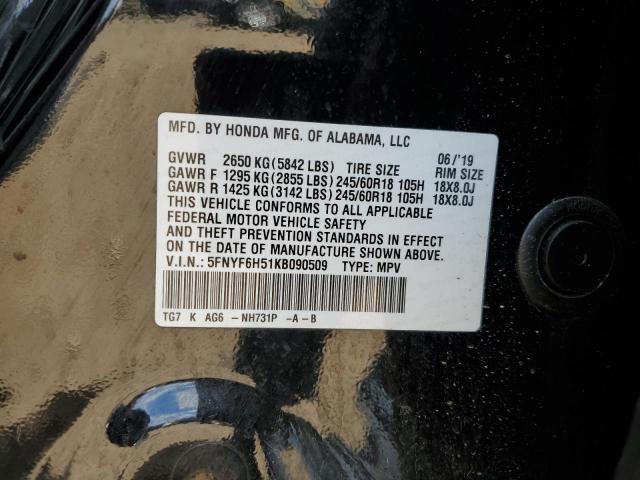 MFD. BY HONDA MFG. OF ALABAMA, LLC
GVWR 2650 KG(5842 LBS) TIRE SIZE 06/'19 RIM SIZE
GAWR F 1295 KG(2855 LBS) 245/60R18 105H 18X8.0J
GAWR R 1425 KG(3142 LBS) 245/60R18 105H 18X8.0J
THIS VEHICLE CONFORMS TO ALL APPLICABLE
FEDERAL MOTOR VEHICLE SAFETY
AND THEFT PREVENTION STANDARDS IN EFFECT
ON THE DATE OF MANUFACTURE SHOWN ABOVE.
V.I.N.: 5FNYF6H51KB090509 TYPE: MPV
TG7 K AG6 -NH731P -A-B